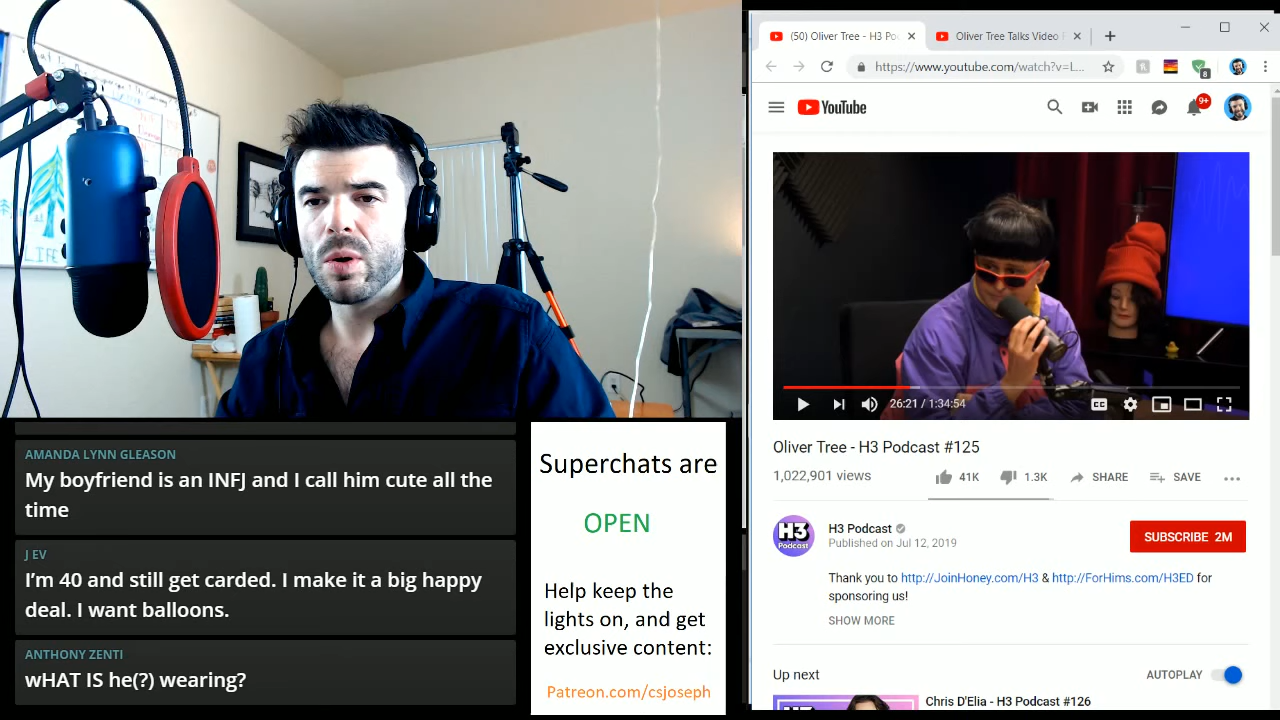 LIFE
AMANDA LYNN GLEASON
My boyfriend is an INFJ and I call him cute all the
time
J EV
I'm 40 and still get carded. I make it a big happy
deal. I want balloons.
ANTHONY ZENTI
wHAT IS he(?) wearing?
Superchats are
OPEN
Help keep the
lights on, and get
exclusive content:
Patreon.com/csjoseph
(50) Oliver Tree - H3 Po
Oliver Tree Talks Video
https://www.youtube.com/watch?v=L...
8
YouTube
9+
26:21 / 1:34:54
CC
Oliver Tree - H3 Podcast #125
1,022,901 views
41K
1.3K
SHARE
SAVE
H3
Podcast
H3 Podcast
Published on Jul 12, 2019
SUBSCRIBE 2M
Thank you to http://JoinHoney.com/H3 & http://ForHims.com/H3ED for
sponsoring us!
SHOW MORE
Up next
AUTOPLAY
Chris D'Elia - H3 Podcast #126